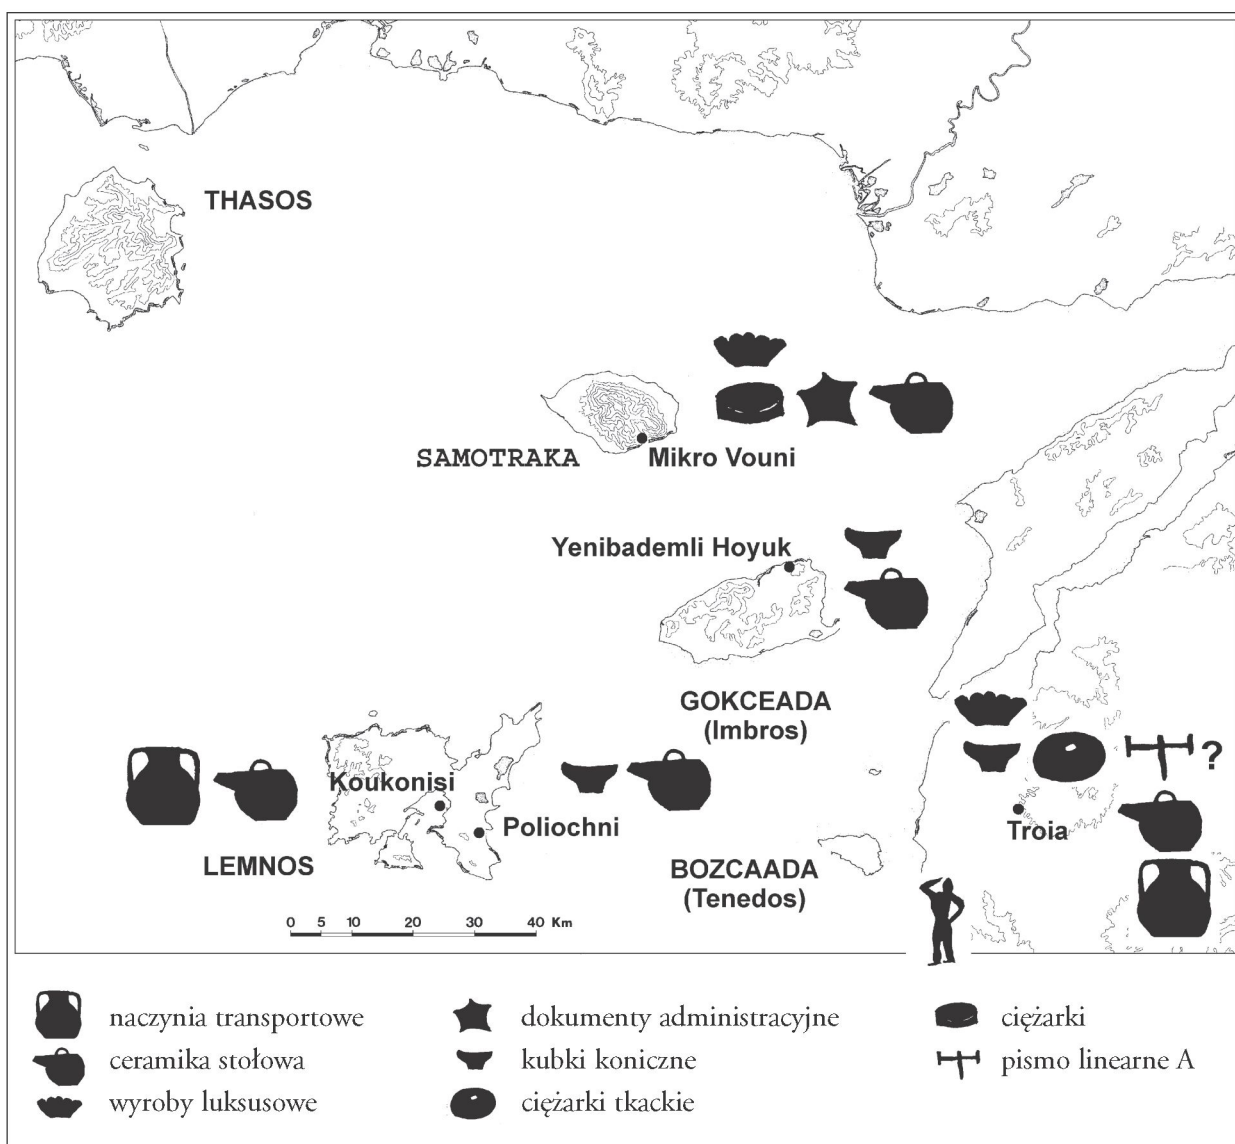 THASOS
SAMOTRAKA
Mikro Vouni
Yenibademli Hoyuk
GOKCEADA
(Imbros)
Koukonisi
Poliochni
LEMNOS
BOZCAADA
(Tenedos)
Troia
?
0 5 10 20 30 40 Km
naczynia transportowe
ceramika stołowa
wyroby luksusowe
dokumenty administracyjne
kubki koniczne
ciężarki tkackie
ciężarki
pismo linearne A